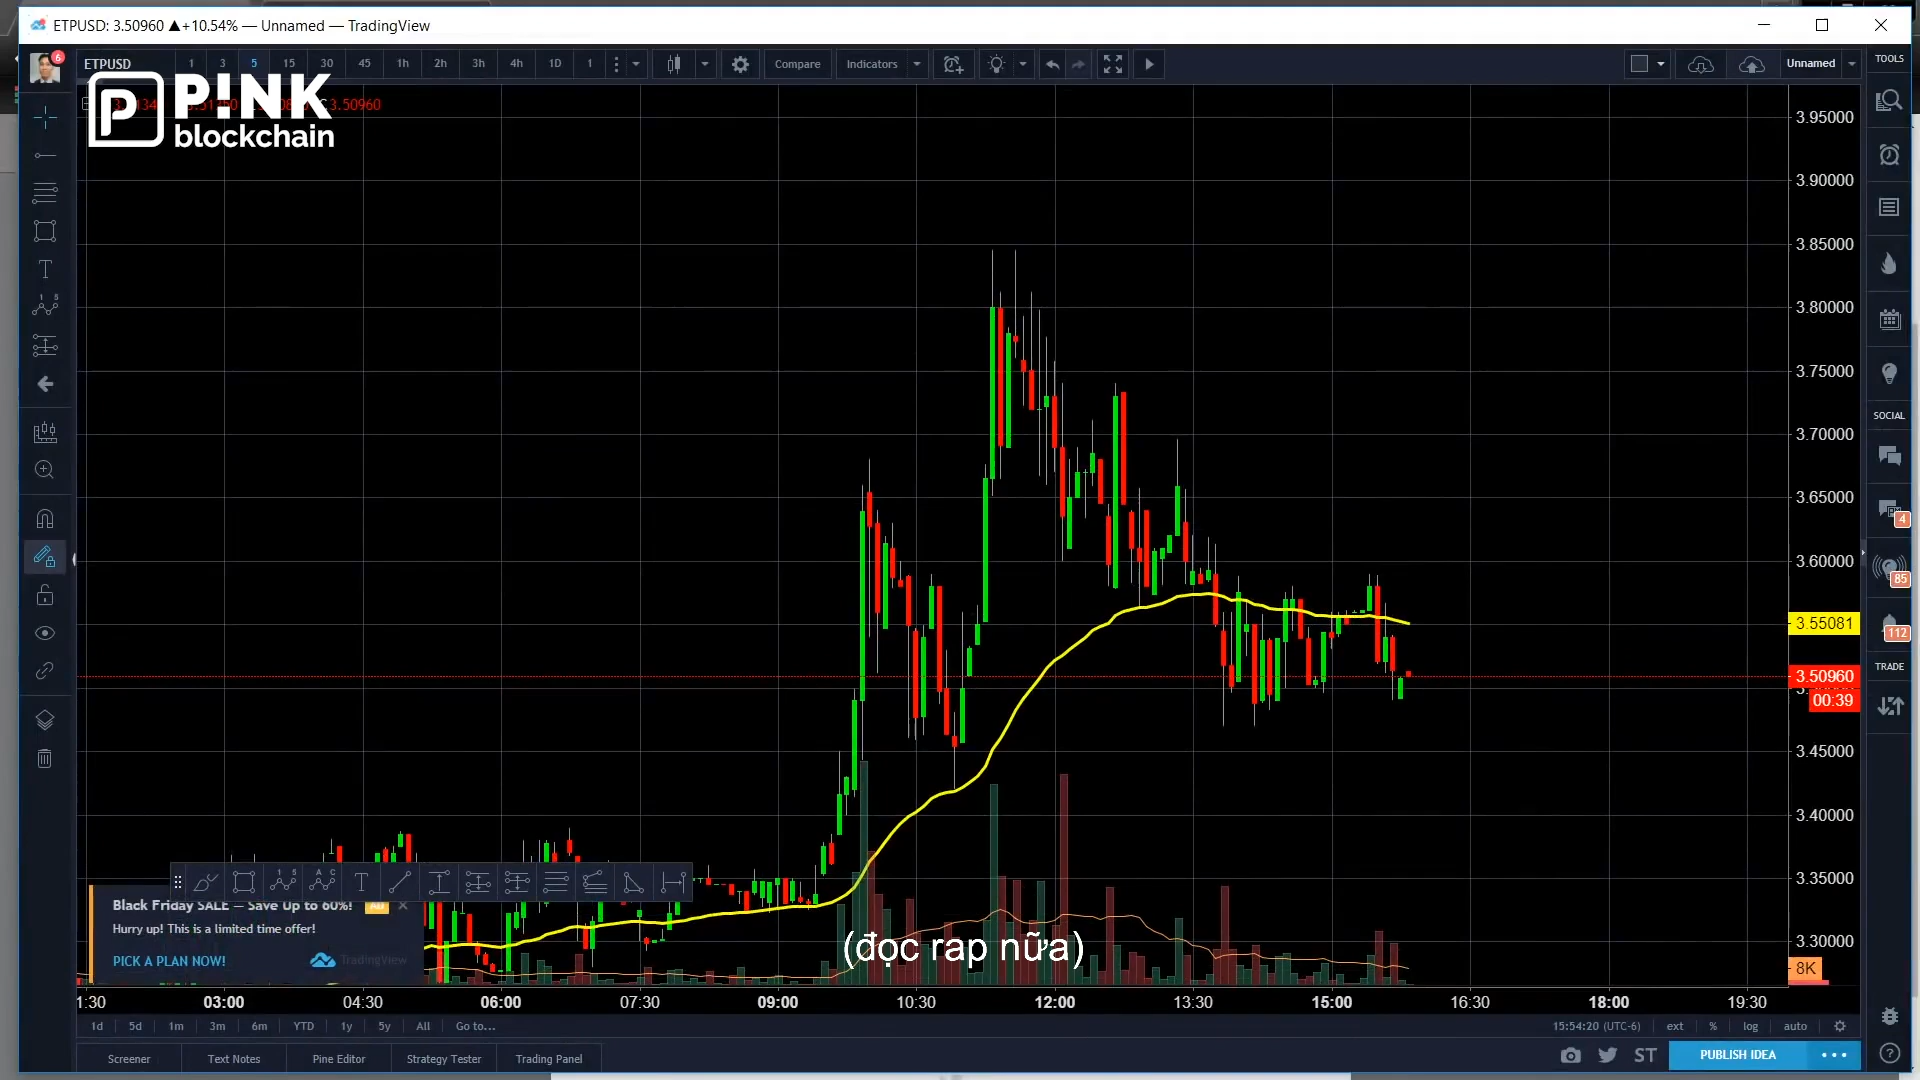 ETPUSD: 3.50960 ▲+10.54% — Unnamed — TradingView
6
ETPUSD 1 3 5 15 30 45 1h 2h 3h 4h 1D 1 Compare Indicators Unnamed TOOLS
3.50960
P!NK
blockchain
3.95000
3.90000
3.85000
3.80000
3.75000
3.70000
3.65000
3.60000
3.55081
3.50960
00:39
3.45000
3.40000
3.35000
3.30000
8K
SOCIAL
4
85
112
TRADE
Black Friday SALE — Save Up to 60%! AD
Hurry up! This is a limited time offer!
PICK A PLAN NOW! TradingView
(đọc rap nữa)
1:30 03:00 04:30 06:00 07:30 09:00 10:30 12:00 13:30 15:00 16:30 18:00 19:30
1d 5d 1m 3m 6m YTD 1y 5y All Go to... 15:54:20 (UTC-6) ext % log auto
Screener Text Notes Pine Editor Strategy Tester Trading Panel ST PUBLISH IDEA